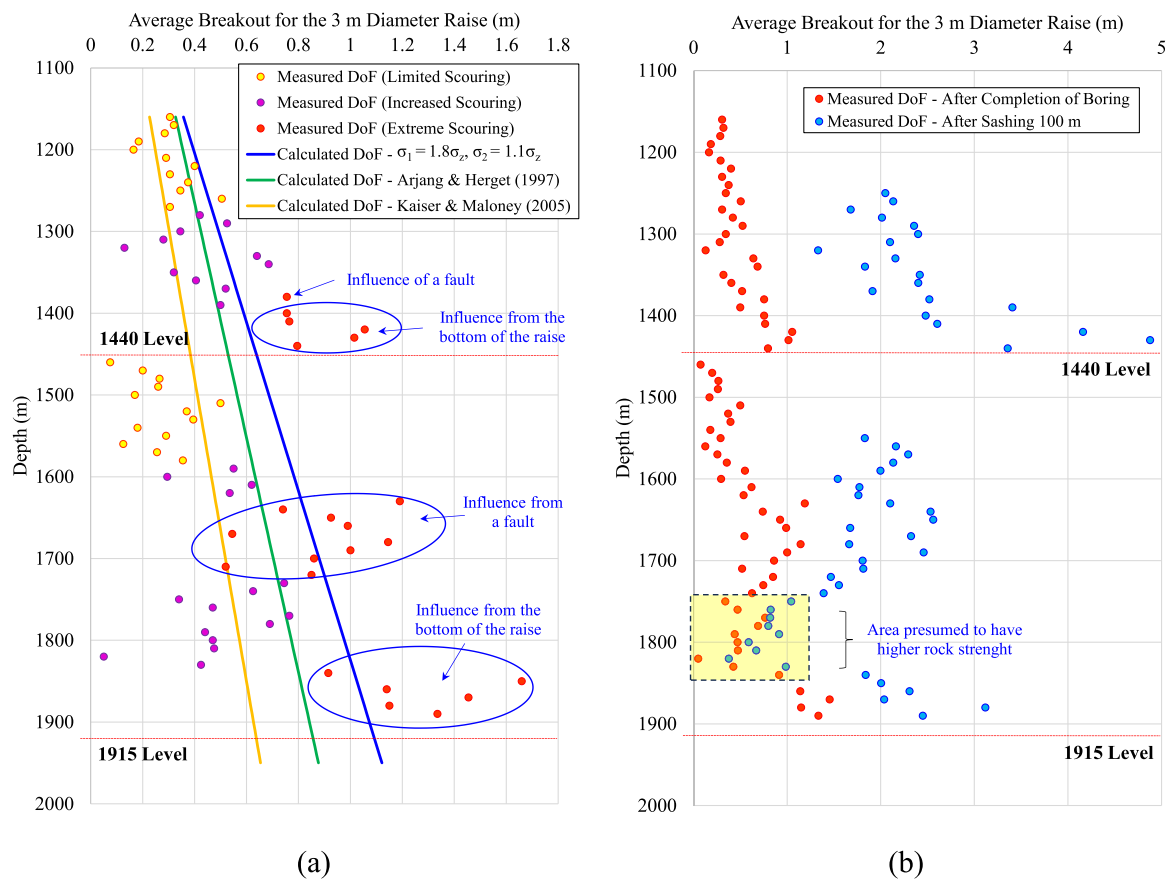 Average Breakout for the 3 m Diameter Raise (m)
0 0.2 0.4 0.6 0.8 1 1.2 1.4 1.6 1.8
Depth (m)
1100
1200
1300
1400
1500
1600
1700
1800
1900
2000
Measured DoF (Limited Scouring)
Measured DoF (Increased Scouring)
Measured DoF (Extreme Scouring)
Calculated DoF - σ1 = 1.8σz, σ2 = 1.1σz
Calculated DoF - Arjang & Herget (1997)
Calculated DoF - Kaiser & Maloney (2005)
Influence of a fault
Influence from the
bottom of the raise
1440 Level
Influence from
a fault
Influence from the
bottom of the raise
1915 Level
(a)
Average Breakout for the 3 m Diameter Raise (m)
0 1 2 3 4 5
Depth (m)
1100
1200
1300
1400
1500
1600
1700
1800
1900
2000
Measured DoF - After Completion of Boring
Measured DoF - After Sashing 100 m
1440 Level
Area presumed to have
higher rock strenght
1915 Level
(b)